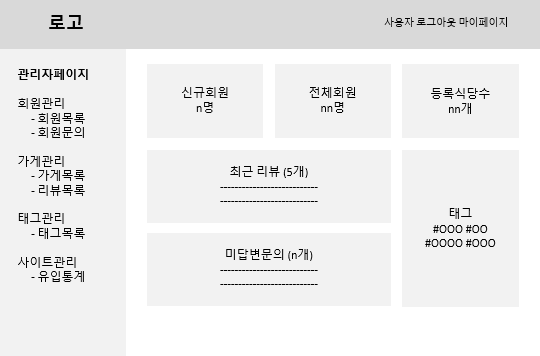 로고
사용자 로그아웃 마이페이지
관리자페이지
회원관리
- 회원목록
- 회원문의
가게관리
- 가게목록
- 리뷰목록
태그관리
- 태그목록
사이트관리
- 유입통계
신규회원
n명
전체회원
nn명
등록식당수
nn개
최근 리뷰 (5개)
---------------------------
---------------------------
미답변문의 (n개)
---------------------------
---------------------------
태그
#OOO #OO
#OOOO #OOO